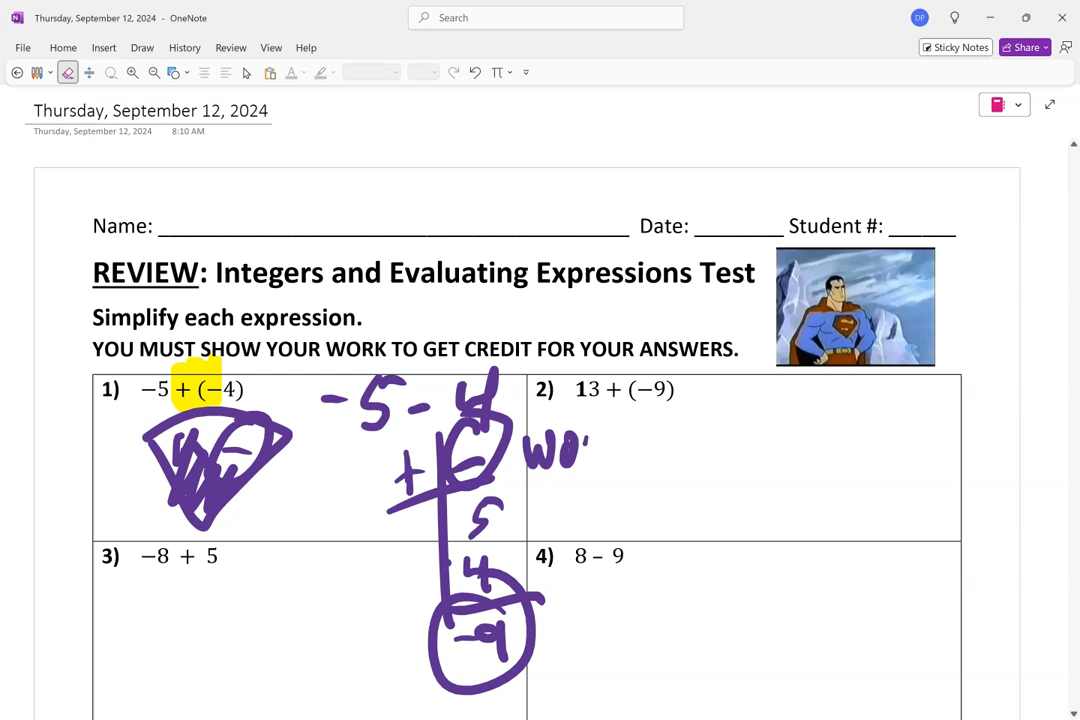 Thursday, September 12, 2024 - OneNote
Search
DP
File Home Insert Draw History Review View Help
Sticky Notes
Share
Thursday, September 12, 2024
Thursday, September 12, 2024 8:10 AM
Name: ________ Date: ________ Student #: ______
REVIEW: Integers and Evaluating Expressions Test
Simplify each expression.
YOU MUST SHOW YOUR WORK TO GET CREDIT FOR YOUR ANSWERS.
1) −5 + (−4)
-5 - 4
+ -
5
4
-9
2) 13 + (−9)
3) −8 + 5
4) 8 – 9